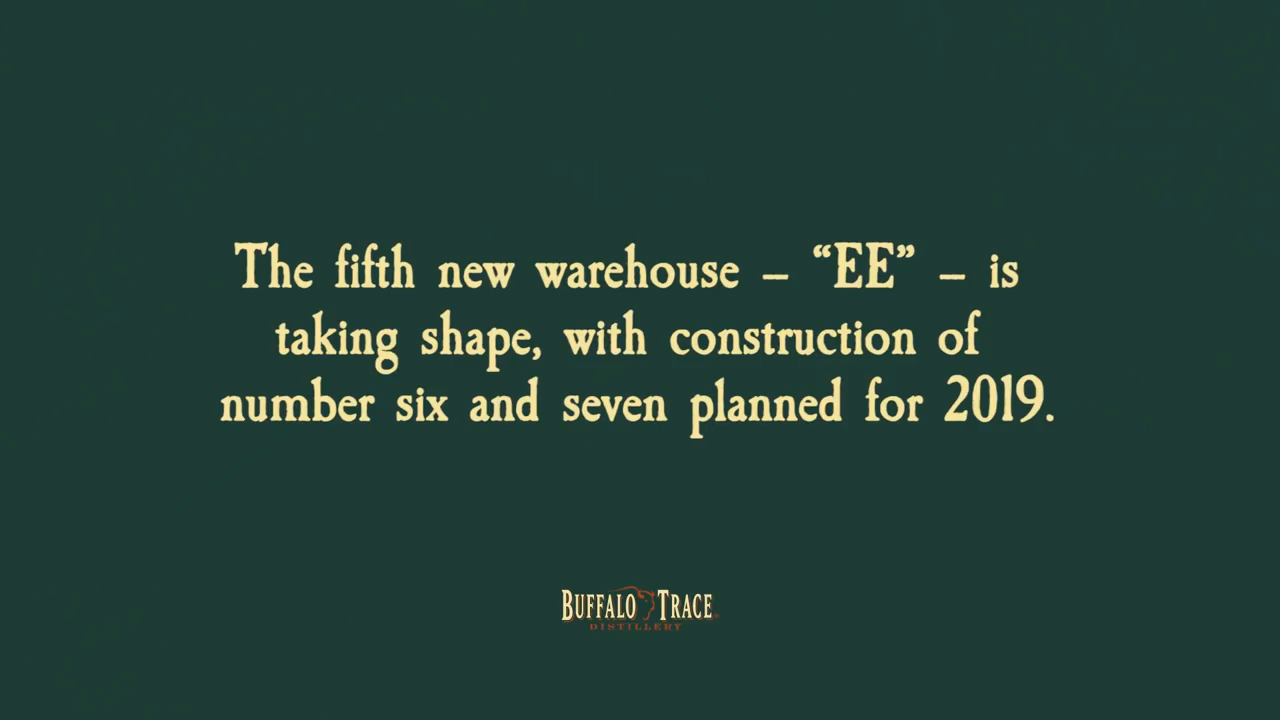 The fifth new warehouse – “EE” – is
taking shape, with construction of
number six and seven planned for 2019.
BUFFALO TRACE
DISTILLERY